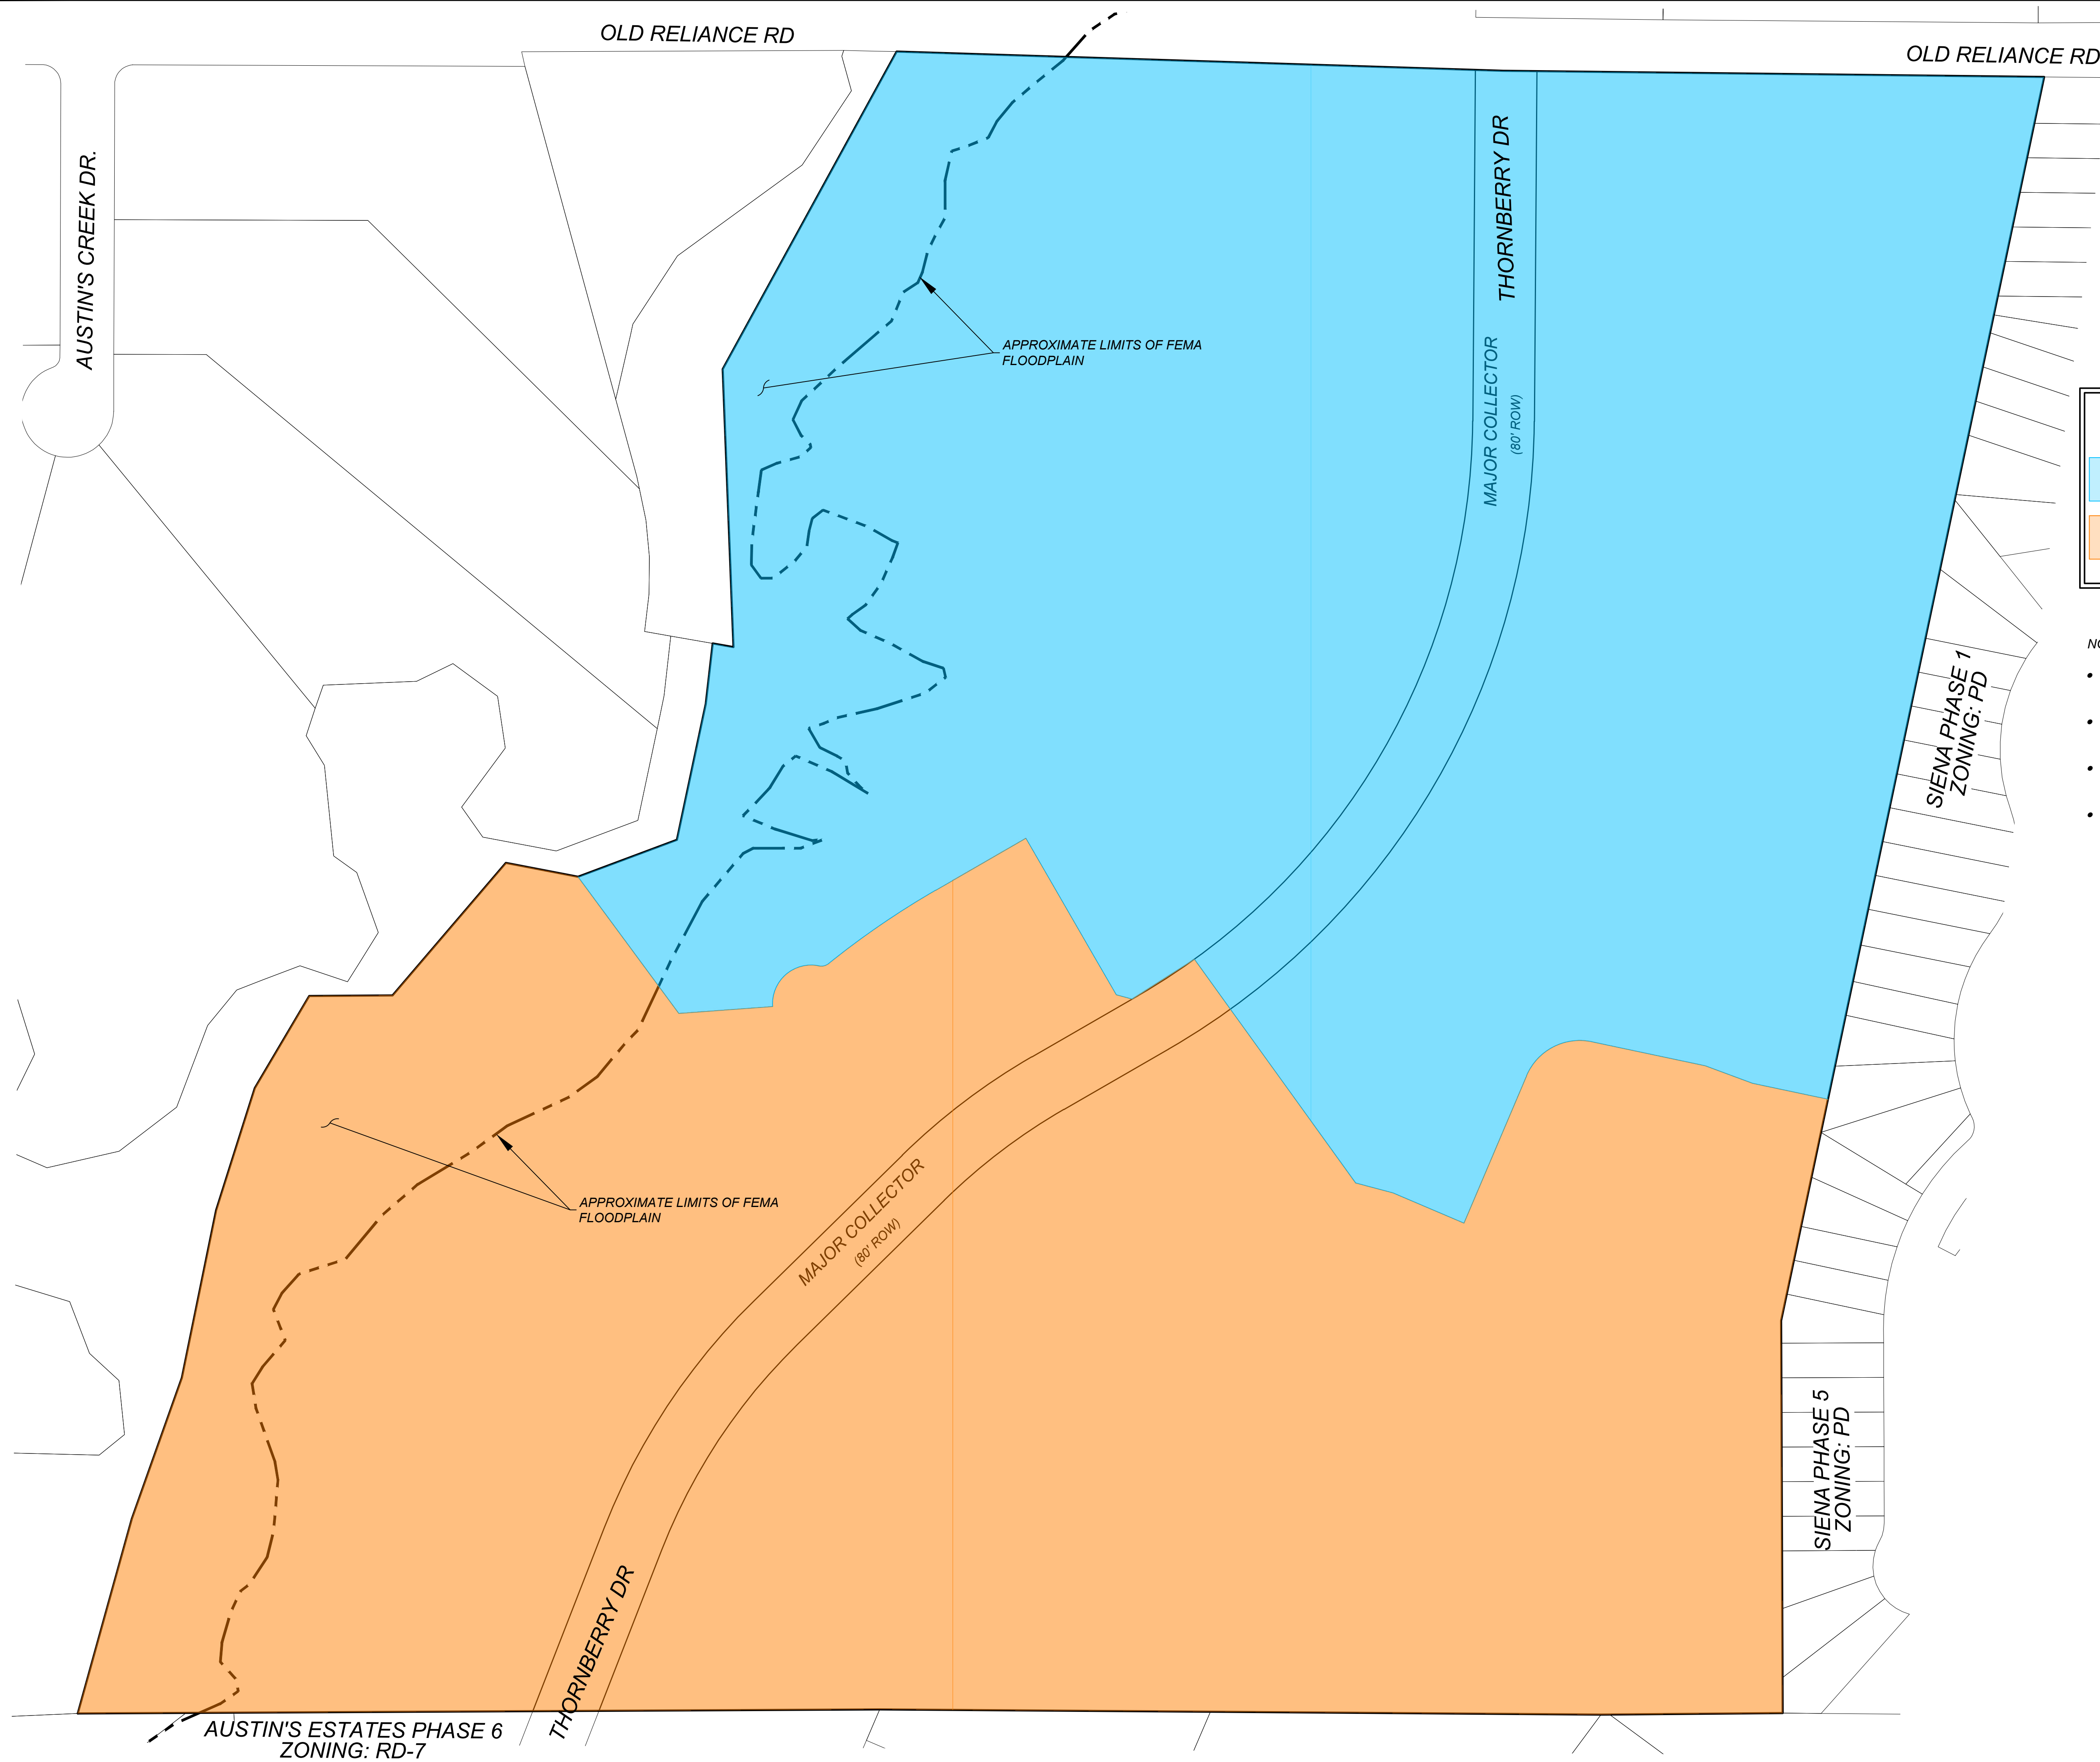 OLD RELIANCE RD
OLD RELIANCE RD
AUSTIN'S CREEK DR.
THORNBERRY DR
MAJOR COLLECTOR
(80' ROW)
APPROXIMATE LIMITS OF FEMA
FLOODPLAIN
SIENA PHASE 1
ZONING: PD
APPROXIMATE LIMITS OF FEMA
FLOODPLAIN
MAJOR COLLECTOR
(80' ROW)
SIENA PHASE 5
ZONING: PD
THORNBERRY DR
AUSTIN'S ESTATES PHASE 6
ZONING: RD-7